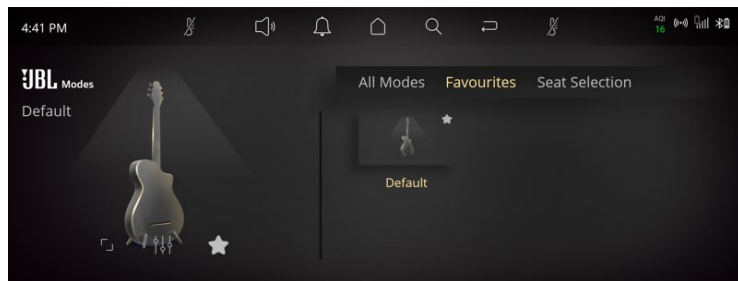 4:41 PM
AQI
16
JBL Modes
Default
All Modes Favourites Seat Selection
Default